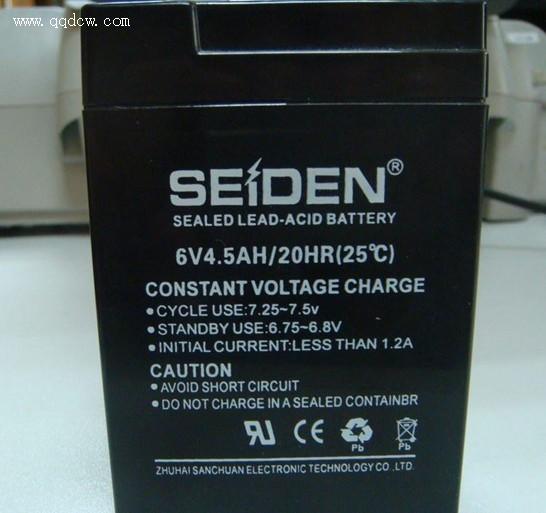 www.qqdcw.com
SEIDEN®
SEALED LEAD-ACID BATTERY
6V4.5AH/20HR(25℃)
CONSTANT VOLTAGE CHARGE
• CYCLE USE:7.25~7.5v
• STANDBY USE:6.75~6.8V
• INITIAL CURRENT:LESS THAN 1.2A
CAUTION
• AVOID SHORT CIRCUIT
• DO NOT CHARGE IN A SEALED CONTAINBR
RU CE Pb Pb
ZHUHAI SANCHUAN ELECTRONIC TECHNOLOGY CO.,LTD.